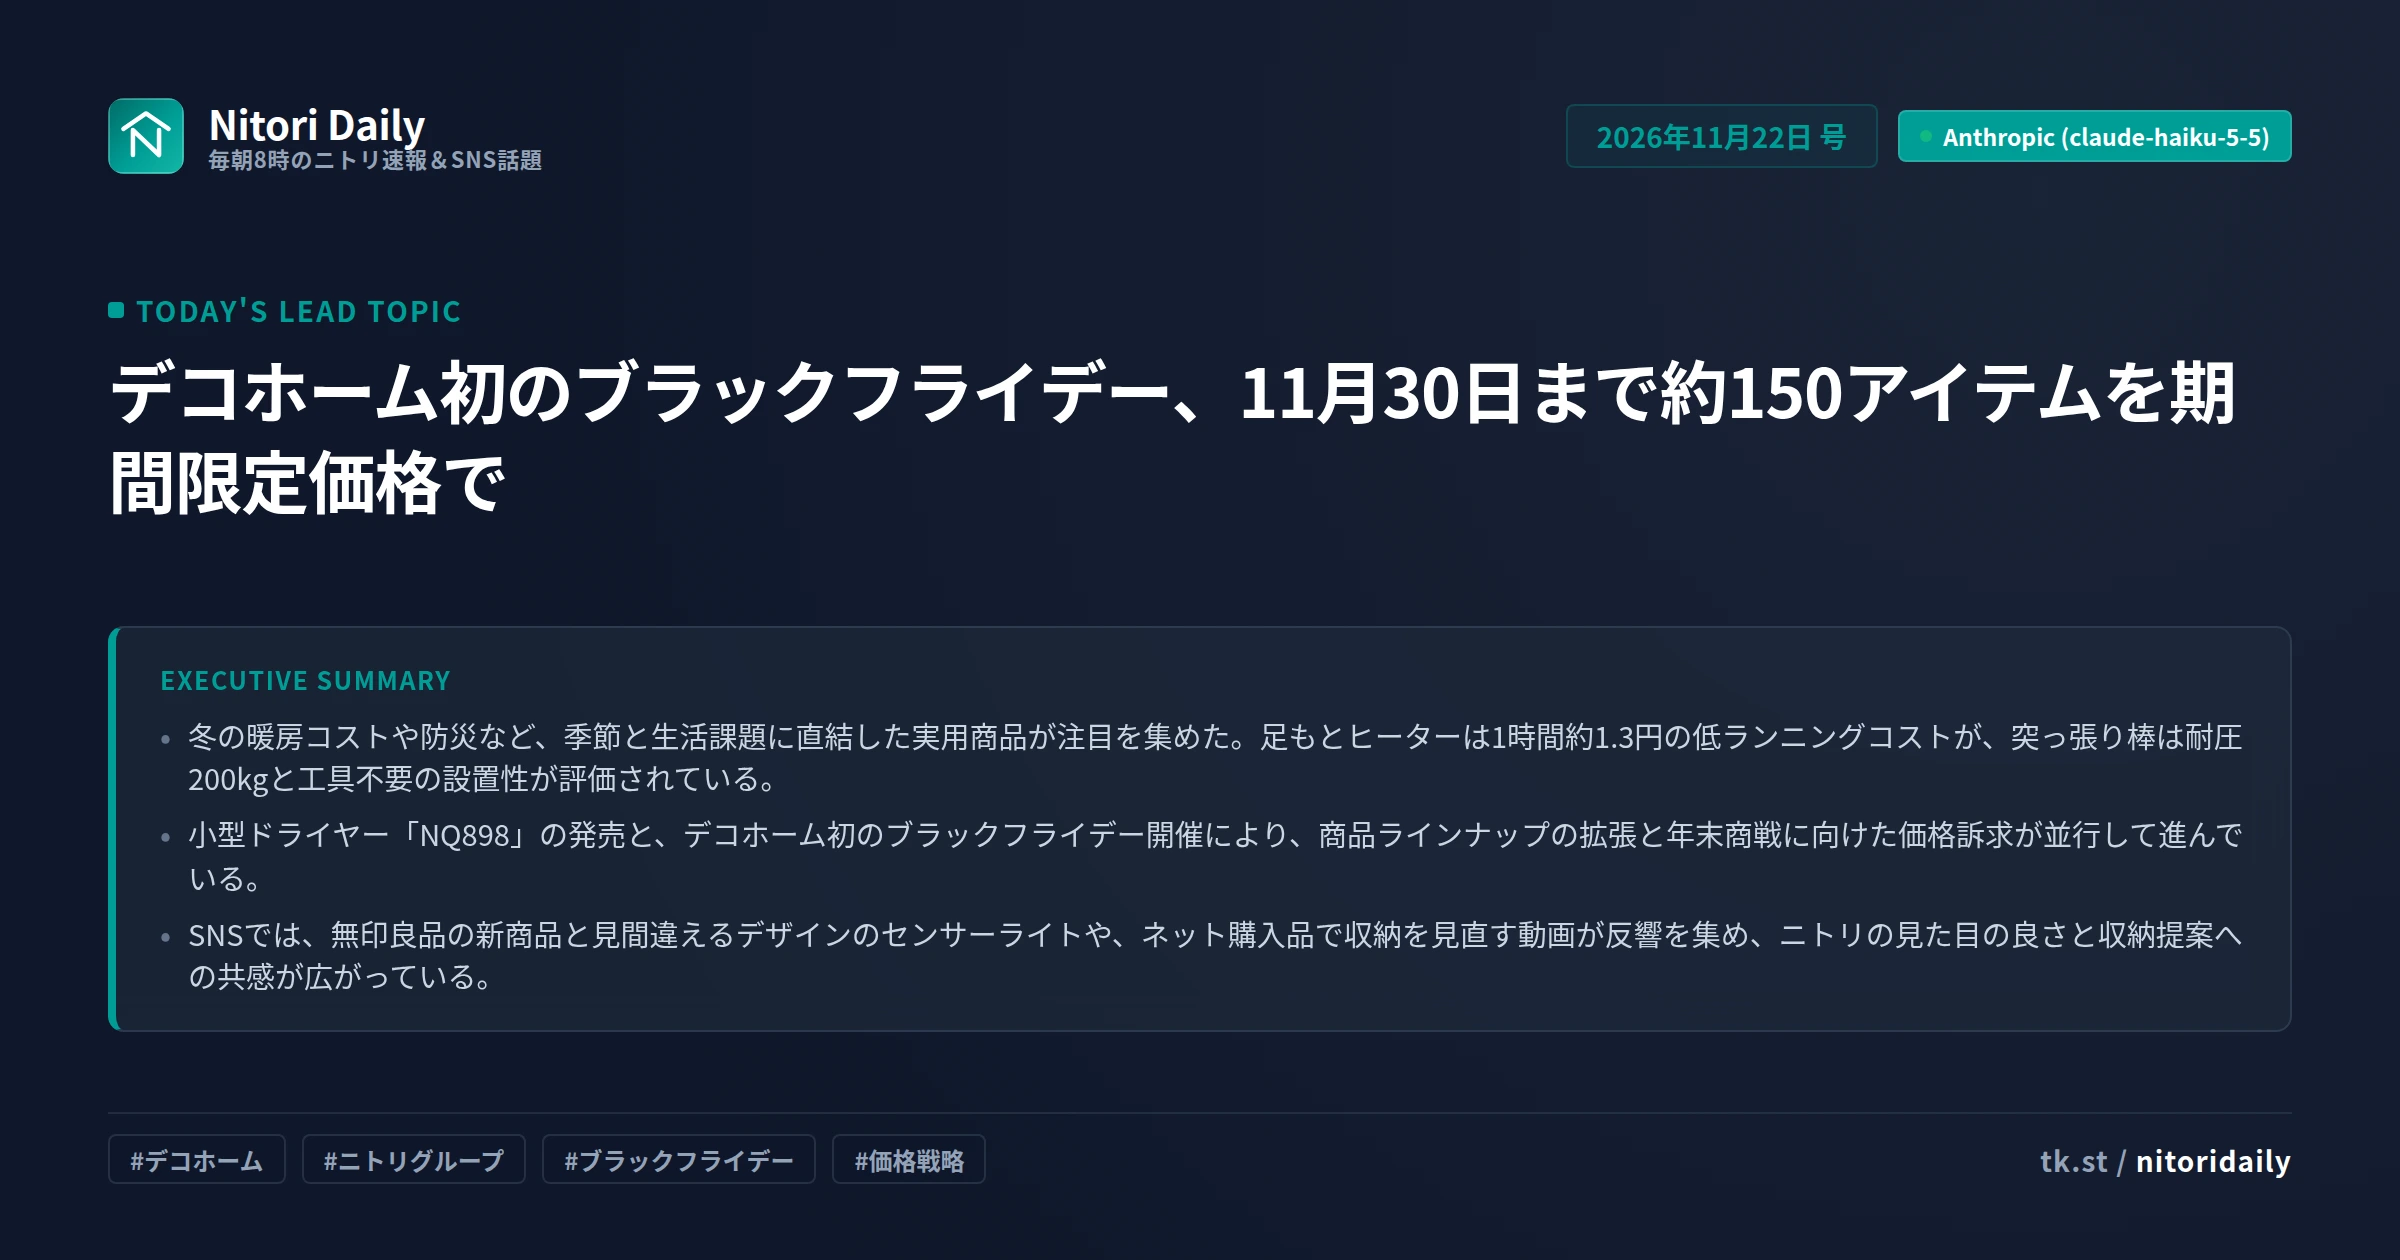 Nitori Daily
毎朝8時のニトリ速報＆SNS話題
2026年11月22日 号
Anthropic (claude-haiku-5-5)
TODAY'S LEAD TOPIC
デコホーム初のブラックフライデー、11月30日まで約150アイテムを期
間限定価格で
EXECUTIVE SUMMARY
• 冬の暖房コストや防災など、季節と生活課題に直結した実用商品が注目を集めた。足もとヒーターは1時間約1.3円の低ランニングコストが、突っ張り棒は耐圧
200kgと工具不要の設置性が評価されている。
• 小型ドライヤー「NQ898」の発売と、デコホーム初のブラックフライデー開催により、商品ラインナップの拡張と年末商戦に向けた価格訴求が並行して進んで
いる。
• SNSでは、無印良品の新商品と見間違えるデザインのセンサーライトや、ネット購入品で収納を見直す動画が反響を集め、ニトリの見た目の良さと収納提案へ
の共感が広がっている。
#デコホーム
#ニトリグループ
#ブラックフライデー
#価格戦略
tk.st / nitoridaily